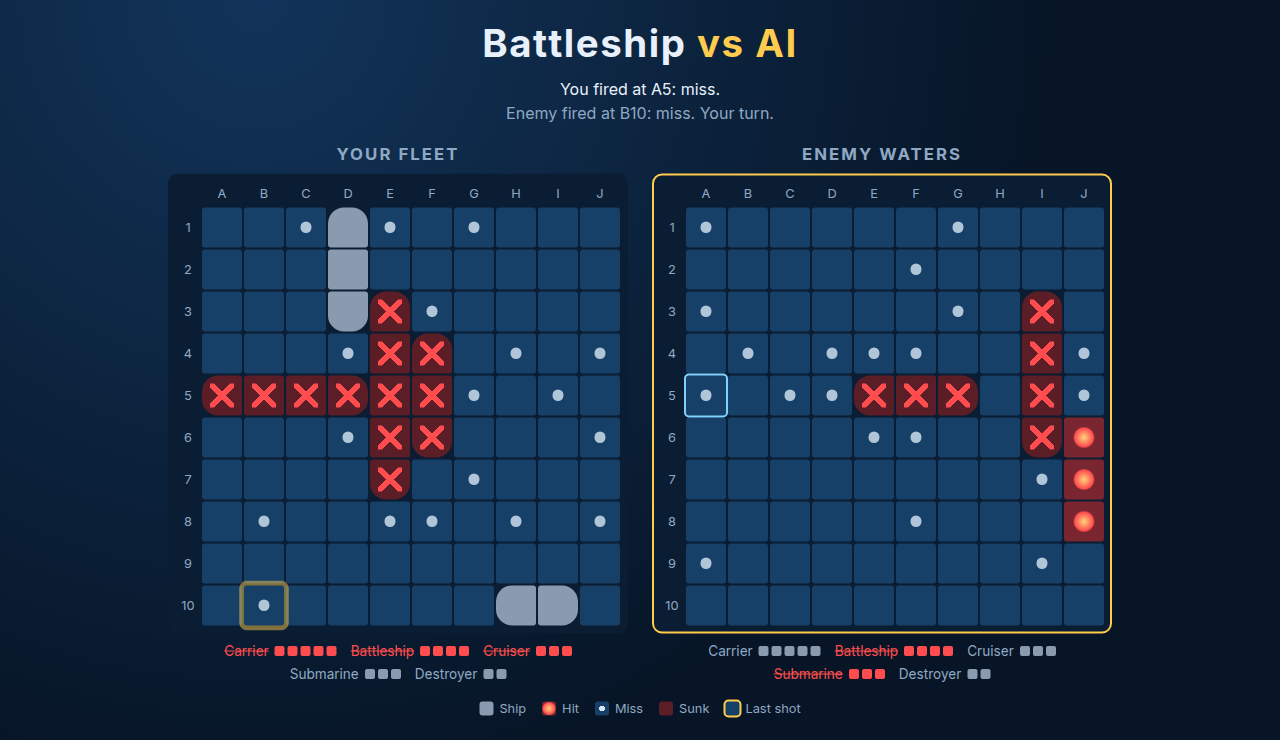 Battleship vs AI
You fired at A5: miss.
Enemy fired at B10: miss. Your turn.
YOUR FLEET
A B C D E F G H I J
1
2
3
4
5
6
7
8
9
10
Carrier Battleship Cruiser
Submarine Destroyer
ENEMY WATERS
A B C D E F G H I J
1
2
3
4
5
6
7
8
9
10
Carrier Battleship Cruiser
Submarine Destroyer
Ship Hit Miss Sunk Last shot